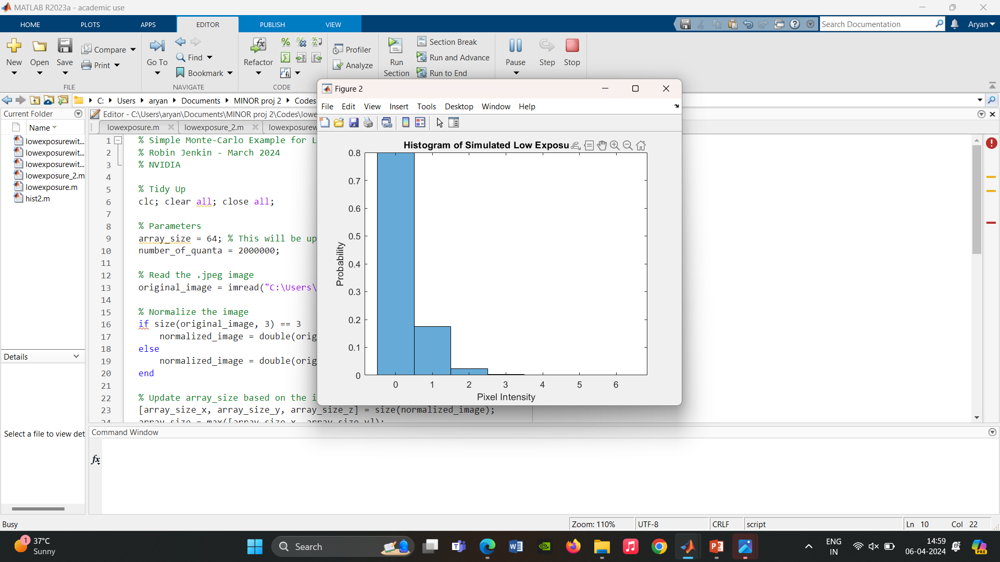 MATLAB R2023a - academic use
HOME PLOTS APPS EDITOR PUBLISH VIEW
Search Documentation
Aryan
New Open Save Compare Print
Go To Find Bookmark
Refactor
Profiler Analyze
Run Section
Section Break
Run and Advance
Run to End
Pause Step Stop
FILE NAVIGATE CODE
C: Users aryan Documents MINOR proj 2 Codes
Current Folder
Name
lowexposurewit...
lowexposurewit...
lowexposurewit...
lowexposure_2.m
lowexposure.m
hist2.m
Details
Select a file to view det
Editor - C:\Users\aryan\Documents\MINOR proj 2\Codes\lowe
lowexposure.m lowexposure_2.m lowexposurew
1 % Simple Monte-Carlo Example for L
2 % Robin Jenkin - March 2024
3 % NVIDIA
4
5 % Tidy Up
6 clc; clear all; close all;
7
8 % Parameters
9 array_size = 64; % This will be up
10 number_of_quanta = 2000000;
11
12 % Read the .jpeg image
13 original_image = imread("C:\Users\
14
15 % Normalize the image
16 if size(original_image, 3) == 3
17 normalized_image = double(orig
18 else
19 normalized_image = double(orig
20 end
21
22 % Update array_size based on the i
23 [array_size_x, array_size_y, array_size_z] = size(normalized_image);
24 array_size = max([array_size_x, array_size_y]);
Figure 2
File Edit View Insert Tools Desktop Window Help
Histogram of Simulated Low Exposu
0.8
0.7
0.6
0.5
0.4
0.3
0.2
0.1
0
Probability
0 1 2 3 4 5 6
Pixel Intensity
Command Window
fx
Busy
Zoom: 110% UTF-8 CRLF script Ln 10 Col 22
1
37°C
Sunny
Search
ENG
IN
14:59
06-04-2024
PRE